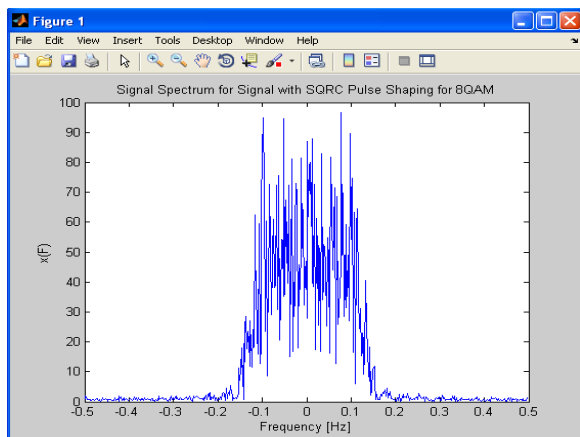 Figure 1
File Edit View Insert Tools Desktop Window Help
Signal Spectrum for Signal with SQRC Pulse Shaping for 8QAM
100
90
80
70
60
50
40
30
20
10
0
x(F)
-0.5 -0.4 -0.3 -0.2 -0.1 0 0.1 0.2 0.3 0.4 0.5
Frequency [Hz]